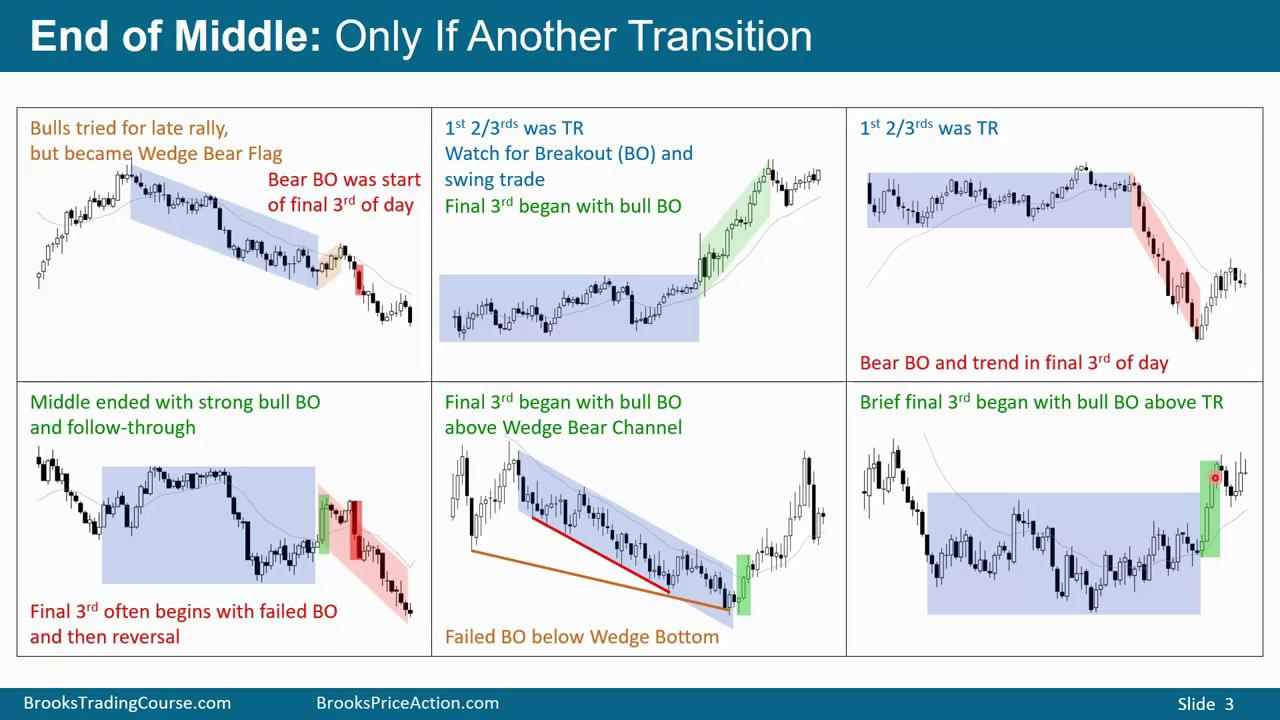 End of Middle: Only If Another Transition
Bulls tried for late rally,
but became Wedge Bear Flag
Bear BO was start
of final 3rd of day
1st 2/3rds was TR
Watch for Breakout (BO) and
swing trade
Final 3rd began with bull BO
1st 2/3rds was TR
Bear BO and trend in final 3rd of day
Middle ended with strong bull BO
and follow-through
Final 3rd often begins with failed BO
and then reversal
Final 3rd began with bull BO
above Wedge Bear Channel
Failed BO below Wedge Bottom
Brief final 3rd began with bull BO above TR
BrooksTradingCourse.com
BrooksPriceAction.com
Slide 3